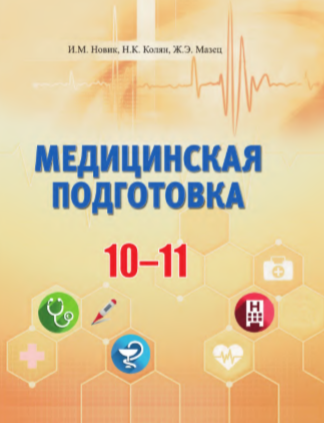 И.М. Новик, Н.К. Колян, Ж.Э. Мазец
МЕДИЦИНСКАЯ
ПОДГОТОВКА
10–11
H